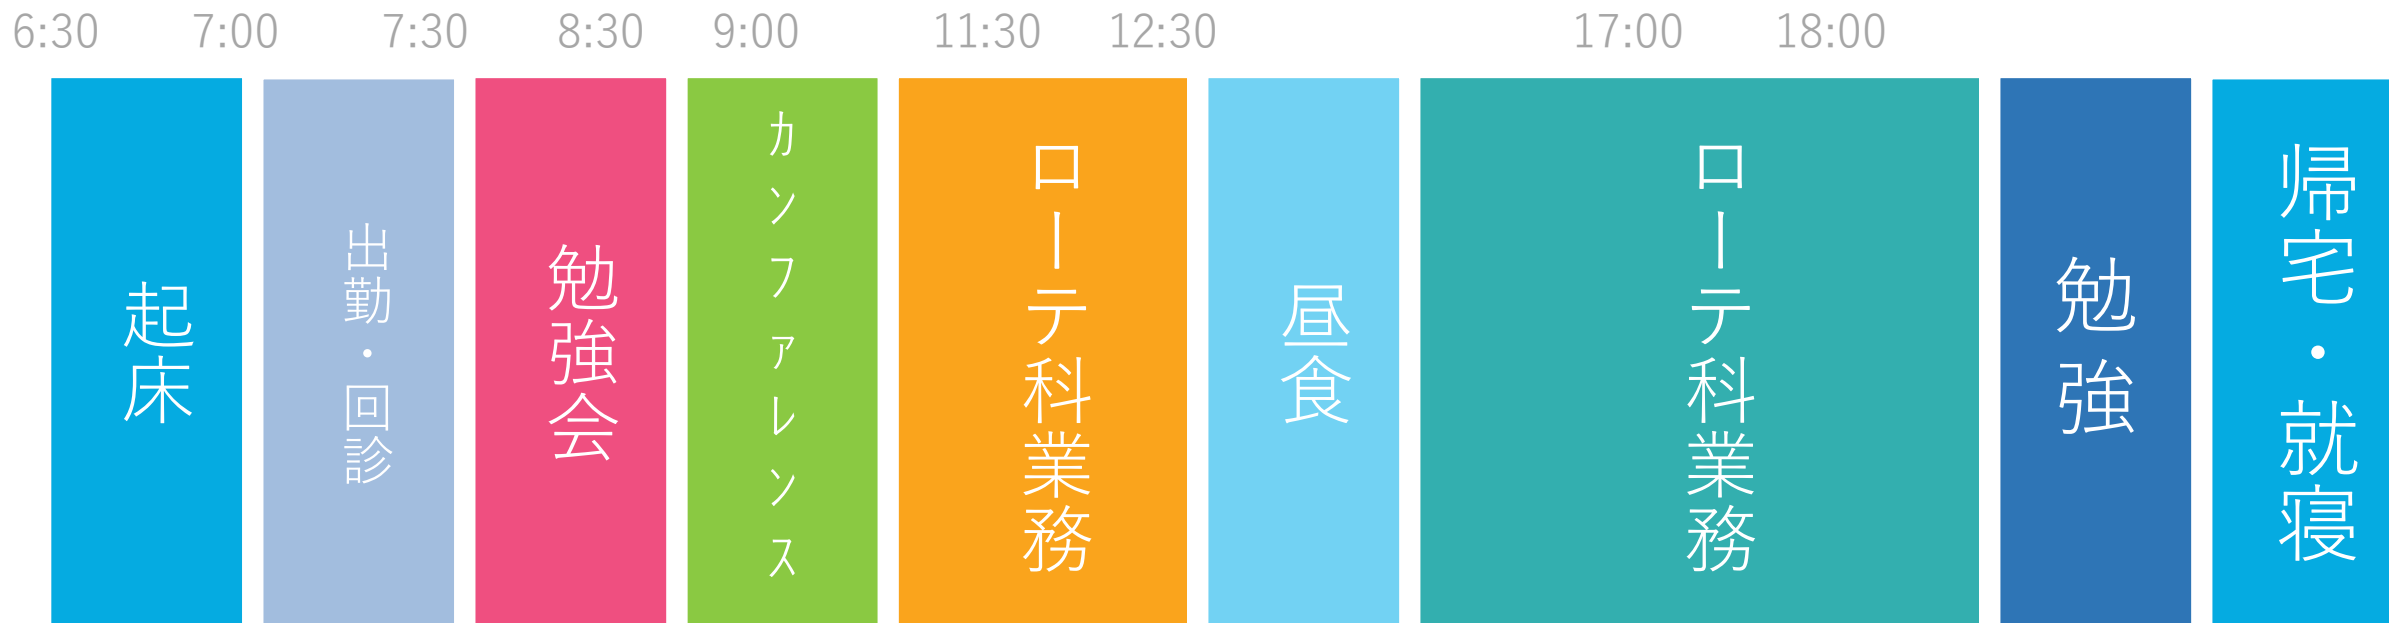 6:30 7:00 7:30 8:30 9:00 11:30 12:30 17:00 18:00
起床
出勤・回診
勉強会
カンファレンス
ローテ科業務
昼食
ローテ科業務
勉強
帰宅・就寝